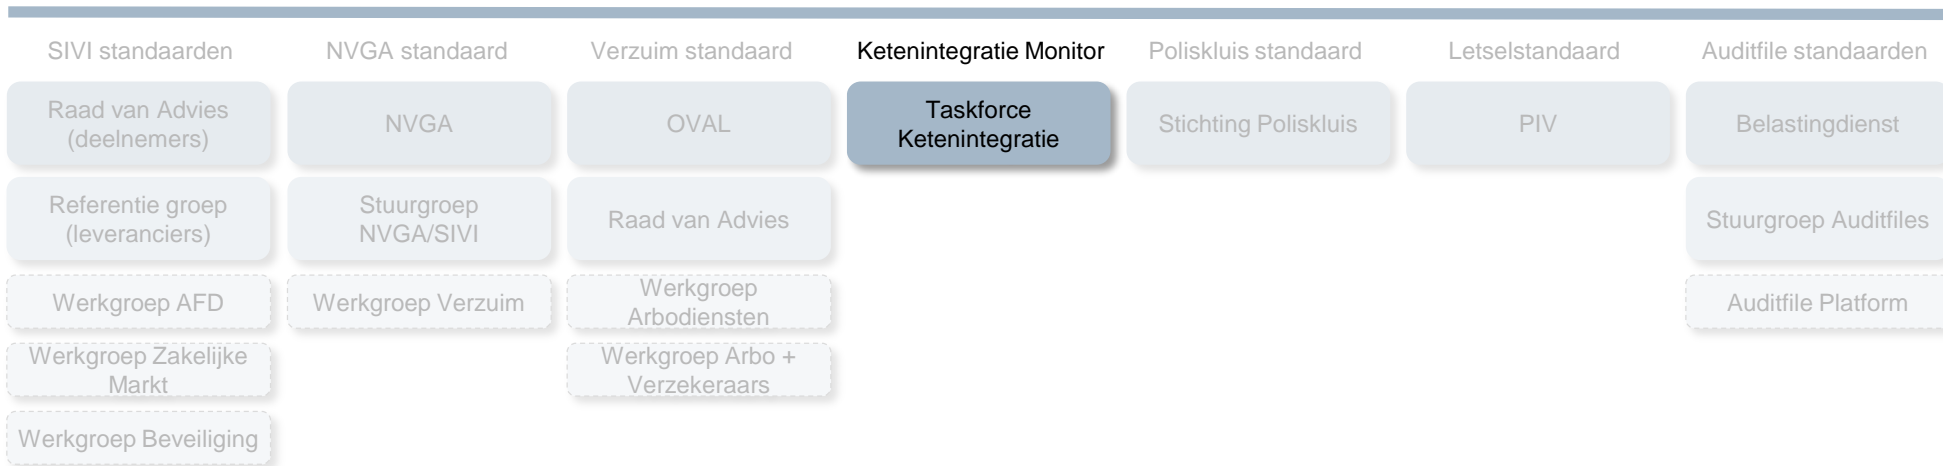 SIVI standaarden
NVGA standaard
Verzuim standaard
Ketenintegratie Monitor
Poliskluis standaard
Letselstandaard
Auditfile standaarden
Raad van Advies
(deelnemers)
NVGA
OVAL
Taskforce
Ketenintegratie
Stichting Poliskluis
PIV
Belastingdienst
Referentie groep
(leveranciers)
Stuurgroep
NVGA/SIVI
Raad van Advies
Stuurgroep Auditfiles
Werkgroep AFD
Werkgroep Verzuim
Werkgroep
Arbodiensten
Auditfile Platform
Werkgroep Zakelijke
Markt
Werkgroep Arbo +
Verzekeraars
Werkgroep Beveiliging